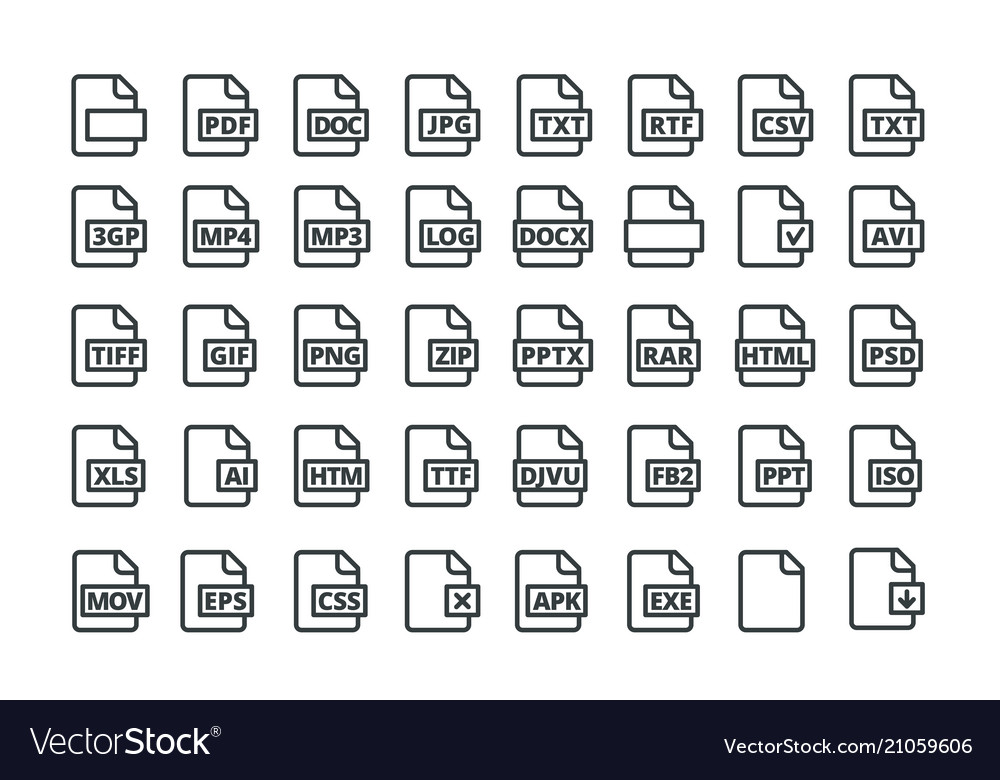 PDF DOC JPG TXT RTF CSV TXT
3GP MP4 MP3 LOG DOCX AVI
TIFF GIF PNG ZIP PPTX RAR HTML PSD
XLS AI HTM TTF DJVU FB2 PPT ISO
MOV EPS CSS APK EXE
VectorStock® VectorStock.com/21059606